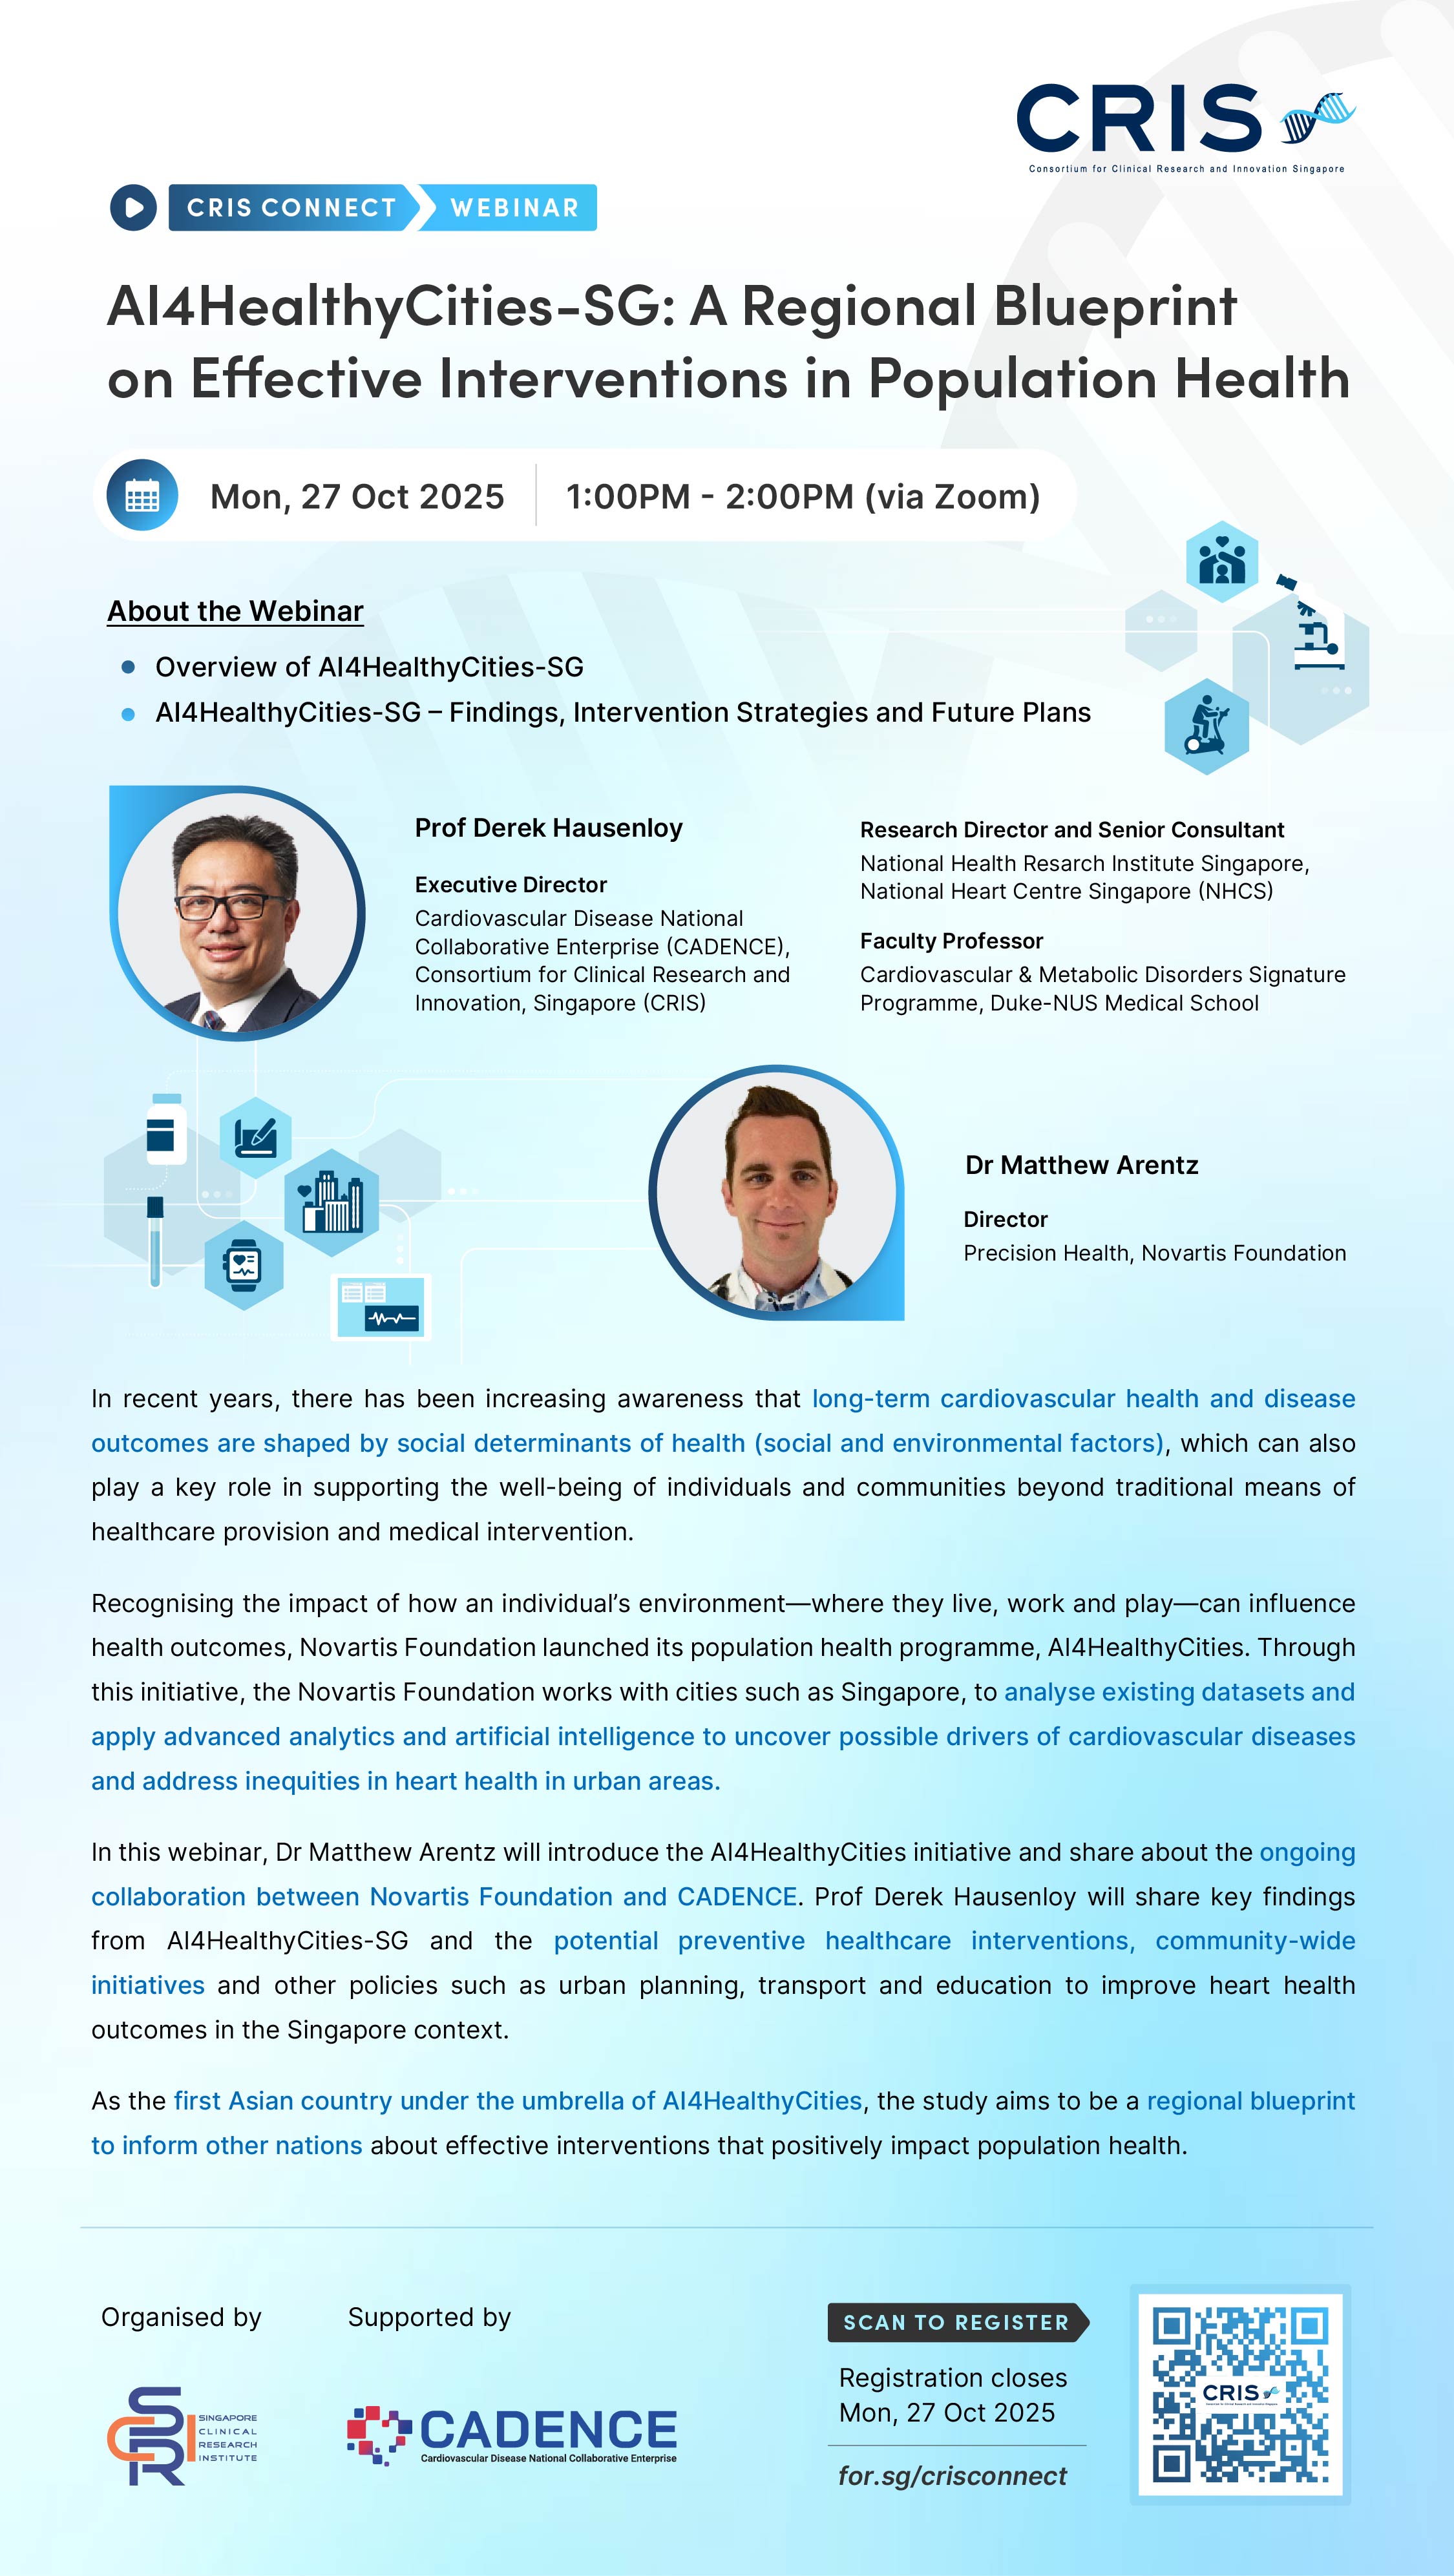 CRIS
Consortium for Clinical Research and Innovation Singapore
CRIS CONNECT WEBINAR
AI4HealthyCities-SG: A Regional Blueprint
on Effective Interventions in Population Health
Mon, 27 Oct 2025
1:00PM - 2:00PM (via Zoom)
About the Webinar
Overview of AI4HealthyCities-SG
AI4HealthyCities-SG – Findings, Intervention Strategies and Future Plans
Prof Derek Hausenloy
Executive Director
Cardiovascular Disease National
Collaborative Enterprise (CADENCE),
Consortium for Clinical Research and
Innovation, Singapore (CRIS)
Research Director and Senior Consultant
National Health Resarch Institute Singapore,
National Heart Centre Singapore (NHCS)
Faculty Professor
Cardiovascular & Metabolic Disorders Signature
Programme, Duke-NUS Medical School
Dr Matthew Arentz
Director
Precision Health, Novartis Foundation
In recent years, there has been increasing awareness that long-term cardiovascular health and disease
outcomes are shaped by social determinants of health (social and environmental factors), which can also
play a key role in supporting the well-being of individuals and communities beyond traditional means of
healthcare provision and medical intervention.
Recognising the impact of how an individual’s environment—where they live, work and play—can influence
health outcomes, Novartis Foundation launched its population health programme, AI4HealthyCities. Through
this initiative, the Novartis Foundation works with cities such as Singapore, to analyse existing datasets and
apply advanced analytics and artificial intelligence to uncover possible drivers of cardiovascular diseases
and address inequities in heart health in urban areas.
In this webinar, Dr Matthew Arentz will introduce the AI4HealthyCities initiative and share about the ongoing
collaboration between Novartis Foundation and CADENCE. Prof Derek Hausenloy will share key findings
from AI4HealthyCities-SG and the potential preventive healthcare interventions, community-wide
initiatives and other policies such as urban planning, transport and education to improve heart health
outcomes in the Singapore context.
As the first Asian country under the umbrella of AI4HealthyCities, the study aims to be a regional blueprint
to inform other nations about effective interventions that positively impact population health.
Organised by
SCRI
SINGAPORE
CLINICAL
RESEARCH
INSTITUTE
Supported by
CADENCE
Cardiovascular Disease National Collaborative Enterprise
SCAN TO REGISTER
Registration closes
Mon, 27 Oct 2025
for.sg/crisconnect
CRIS